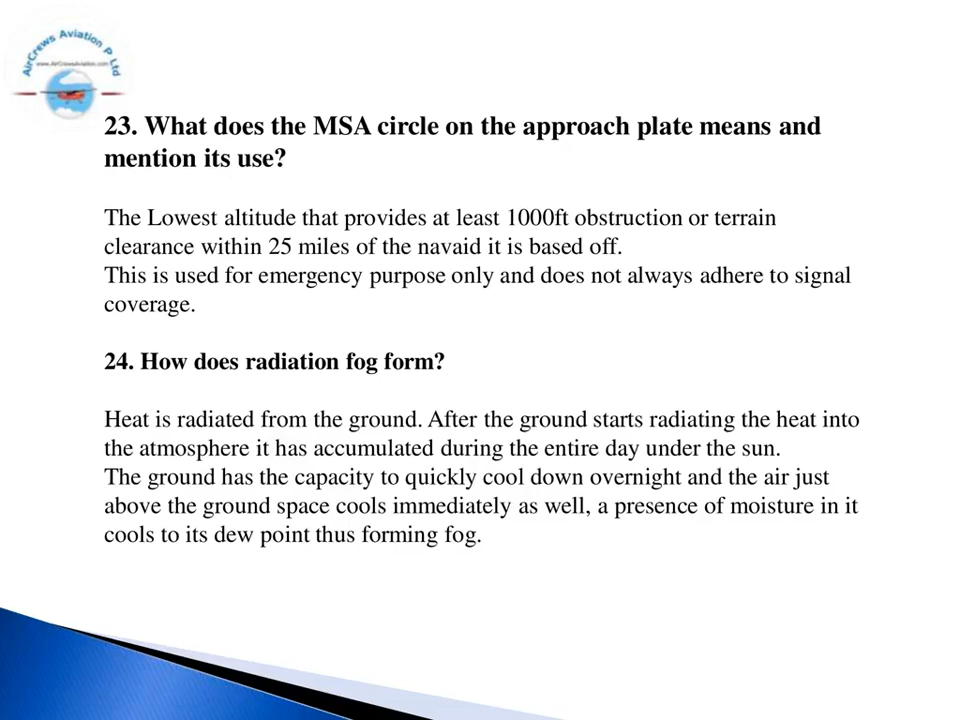 AirCrews Aviation P Ltd
www.AirCrewsAviation.com
23. What does the MSA circle on the approach plate means and
mention its use?
The Lowest altitude that provides at least 1000ft obstruction or terrain
clearance within 25 miles of the navaid it is based off.
This is used for emergency purpose only and does not always adhere to signal
coverage.
24. How does radiation fog form?
Heat is radiated from the ground. After the ground starts radiating the heat into
the atmosphere it has accumulated during the entire day under the sun.
The ground has the capacity to quickly cool down overnight and the air just
above the ground space cools immediately as well, a presence of moisture in it
cools to its dew point thus forming fog.